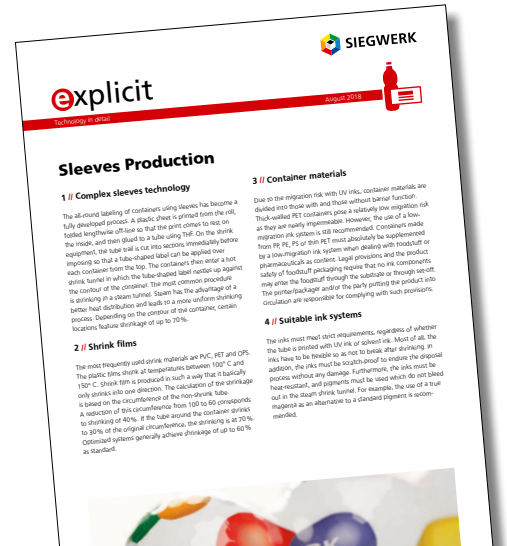 SIEGWERK
explicit
Technology in detail
August 2018
Sleeves Production
1 // Complex sleeves technology
The all-round labeling of containers using sleeves has become a
fully developed process. A plastic sheet is printed from the roll,
folded lengthwise off-line so that the print comes to rest on
the inside, and then glued to a tube using THF. On the shrink
equipment, the tube trail is cut into sections immediately before
imposing so that a tube-shaped label can be applied over
each container from the top. The containers then enter a hot
shrink tunnel in which the tube-shaped label nestles up against
the contour of the container. The most common procedure
is shrinking in a steam tunnel. Steam has the advantage of a
better heat distribution and leads to a more uniform shrinking
process. Depending on the contour of the container, certain
locations feature shrinkage of up to 70%.
2 // Shrink films
The most frequently used shrink materials are PVC, PET and OPS.
The plastic films shrink at temperatures between 100° C and
150° C. Shrink film is produced in such a way that it basically
only shrinks into one direction. The calculation of the shrinkage
is based on the circumference of the non-shrunk tube.
A reduction of this circumference from 100 to 60 corresponds
to shrinking of 40%. If the tube around the container shrinks
to 30% of the original circumference, the shrinking is at 70%.
Optimized systems generally achieve shrinkage of up to 60%
as standard.
3 // Container materials
Due to the migration risk with UV inks, container materials are
divided into those with and those without barrier function.
Thick-walled PET containers pose a relatively low migration risk
as they are nearly impermeable. However, the use of a low-
migration ink system is still recommended. Containers made
from PP, PE, PS or thin PET must absolutely be supplemented
by a low-migration ink system when dealing with foodstuff or
pharmaceuticals as content. Legal provisions and the product
safety of foodstuff packaging require that no ink components
may enter the foodstuff through the substrate or through set-off.
The printer/packager and/or the party putting the product into
circulation are responsible for complying with such provisions.
4 // Suitable ink systems
The inks must meet strict requirements, regardless of whether
the tube is printed with UV ink or solvent ink. Most of all, the
inks have to be flexible so as not to break after shrinking. In
addition, the inks must be scratch-proof to endure the disposal
process without any damage. Furthermore, the inks must be
heat-resistant, and pigments must be used which do not bleed
out in the steam shrink tunnel. For example, the use of a true
magenta as an alternative to a standard pigment is recom-
mended.